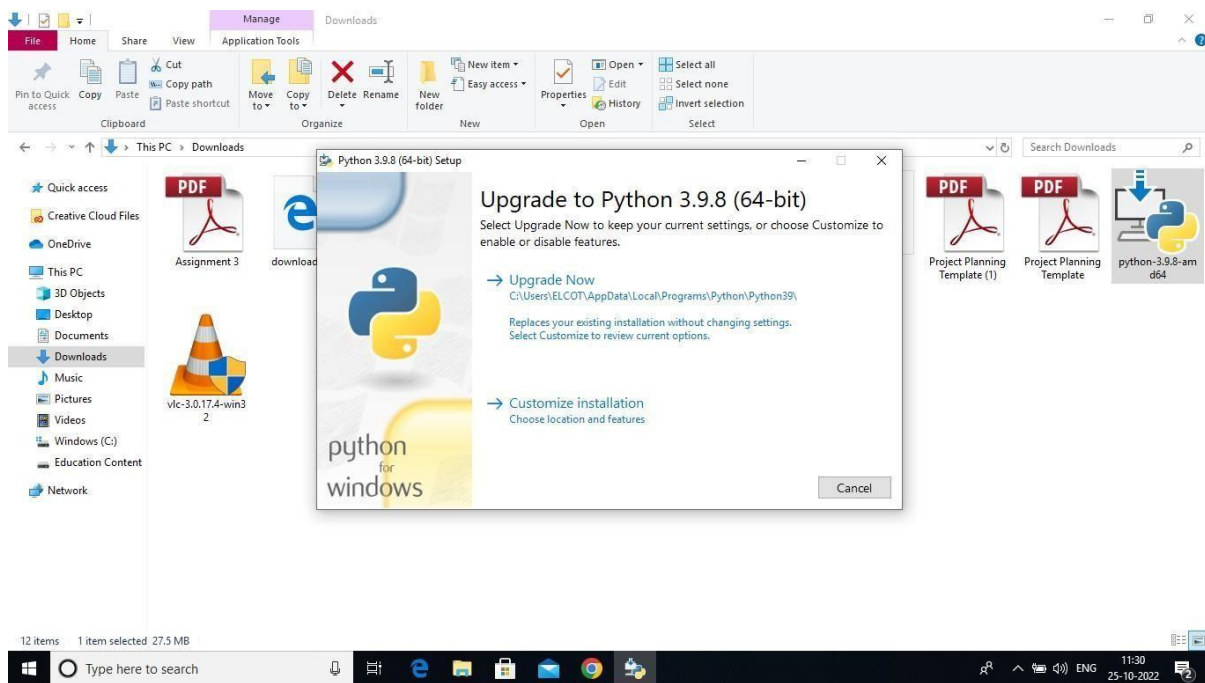 Manage
Downloads
File
Home
Share
View
Application Tools
Pin to Quick access
Copy
Paste
Cut
Copy path
Paste shortcut
Clipboard
Move to
Copy to
Delete
Rename
Organize
New folder
New item
Easy access
New
Properties
Open
Edit
History
Open
Select all
Select none
Invert selection
Select
This PC > Downloads
Search Downloads
Quick access
Creative Cloud Files
OneDrive
This PC
3D Objects
Desktop
Documents
Downloads
Music
Pictures
Videos
Windows (C:)
Education Content
Network
PDF
Assignment 3
download
vlc-3.0.17.4-win3
2
Python 3.9.8 (64-bit) Setup
Upgrade to Python 3.9.8 (64-bit)
Select Upgrade Now to keep your current settings, or choose Customize to
enable or disable features.
Upgrade Now
C:\Users\ELCOT\AppData\Local\Programs\Python\Python39\
Replaces your existing installation without changing settings.
Select Customize to review current options.
Customize installation
Choose location and features
python
for
windows
Cancel
PDF
Project Planning
Template (1)
PDF
Project Planning
Template
python-3.9.8-am
d64
12 items
1 item selected 27.5 MB
Type here to search
ENG
11:30
25-10-2022
2